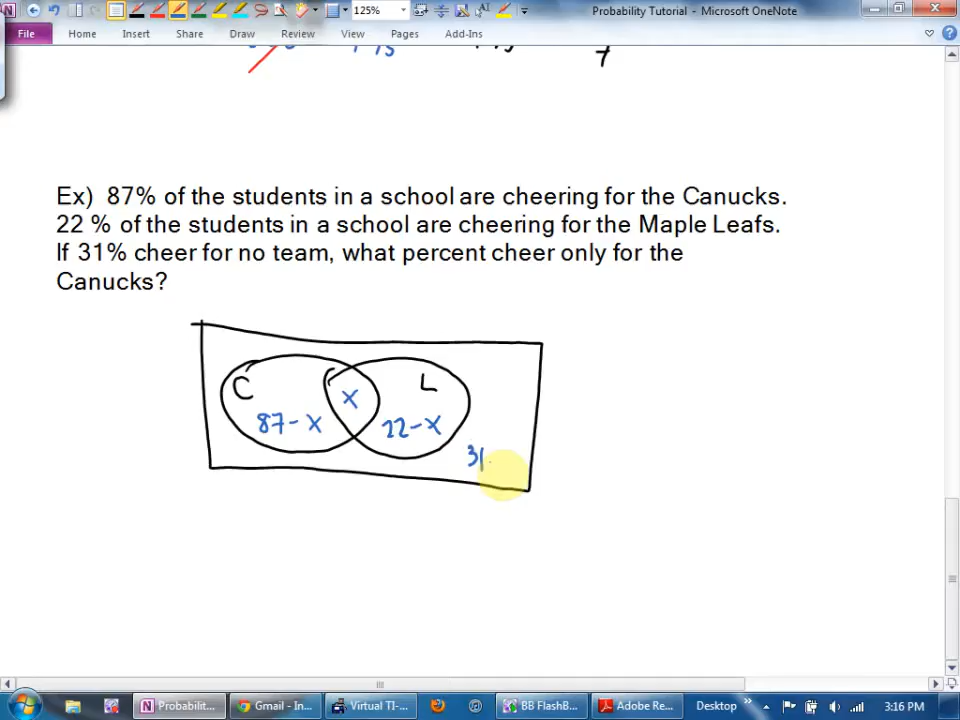 125%
Probability Tutorial - Microsoft OneNote
File Home Insert Share Draw Review View Pages Add-Ins
7
Ex) 87% of the students in a school are cheering for the Canucks.
22 % of the students in a school are cheering for the Maple Leafs.
If 31% cheer for no team, what percent cheer only for the
Canucks?
C L
x
87-x 22-x
31
Probabilit... Gmail - In... Virtual TI-... BB FlashB... Adobe Re... Desktop 3:16 PM